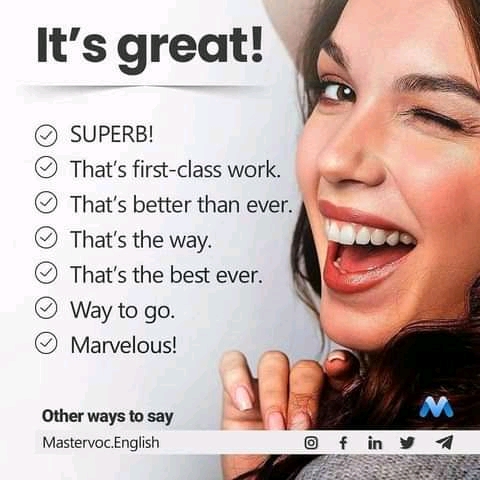 It's great!
SUPERB!
That's first-class work.
That's better than ever.
That's the way.
That's the best ever.
Way to go.
Marvelous!
Other ways to say
Mastervoc.English